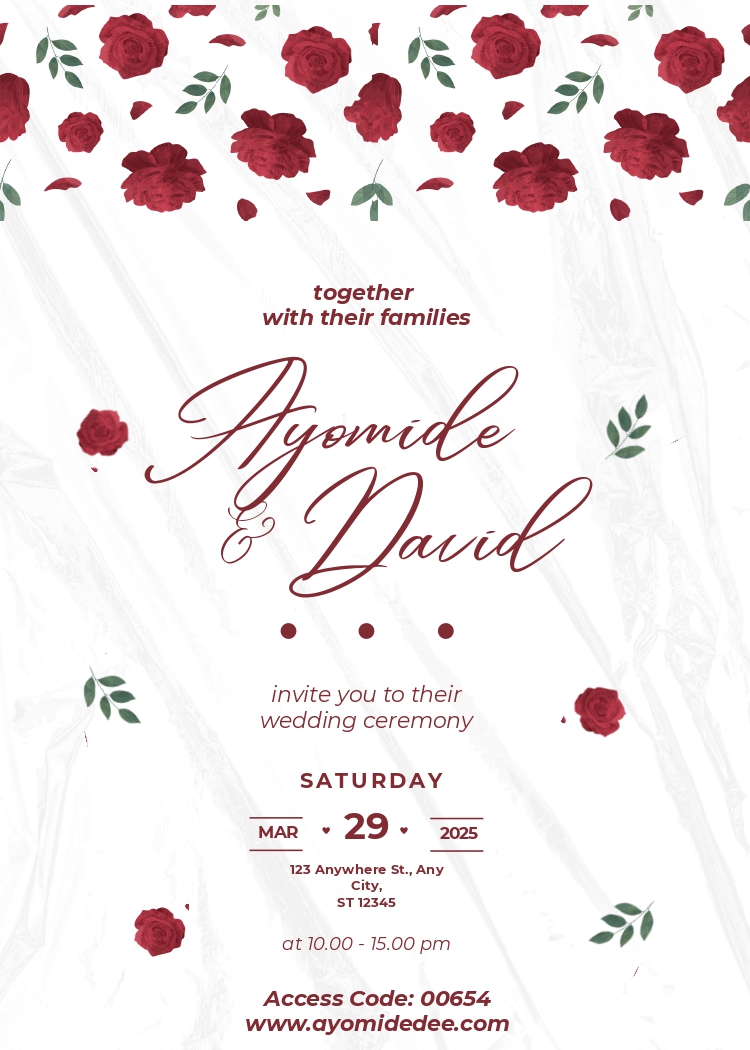 together
with their families
Ayomide
& David
invite you to their
wedding ceremony
SATURDAY
MAR ♥ 29 ♥ 2025
123 Anywhere St., Any
City,
ST 12345
at 10.00 - 15.00 pm
Access Code: 00654
www.ayomidedee.com